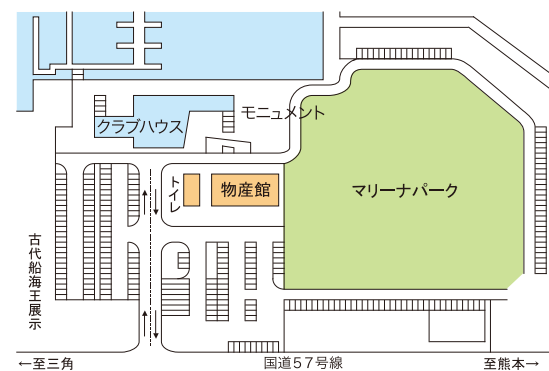 モニュメント
クラブハウス
トイレ
物産館
マリーナパーク
古代船海王展示
←至三角
国道57号線
至熊本→